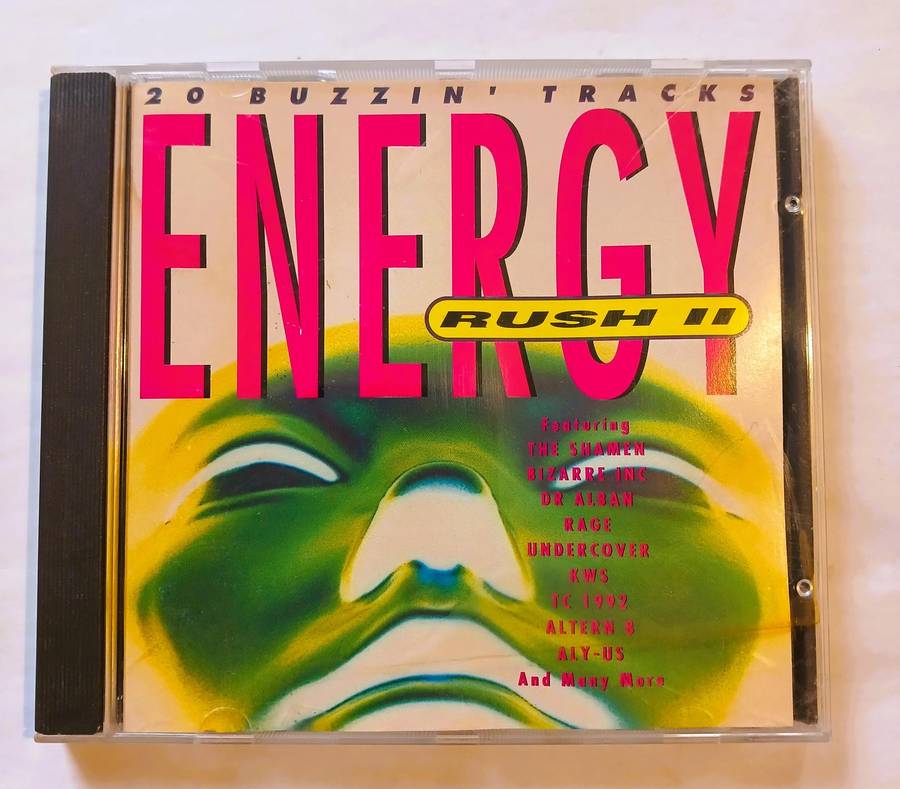 20 BUZZIN' TRACKS
ENERGY
RUSH II
Featuring
THE SHAMEN
BIZARRE INC
DR ALBAN
RAGE
UNDERCOVER
KWS
TC 1992
ALTERN 8
ALY-US
And Many More